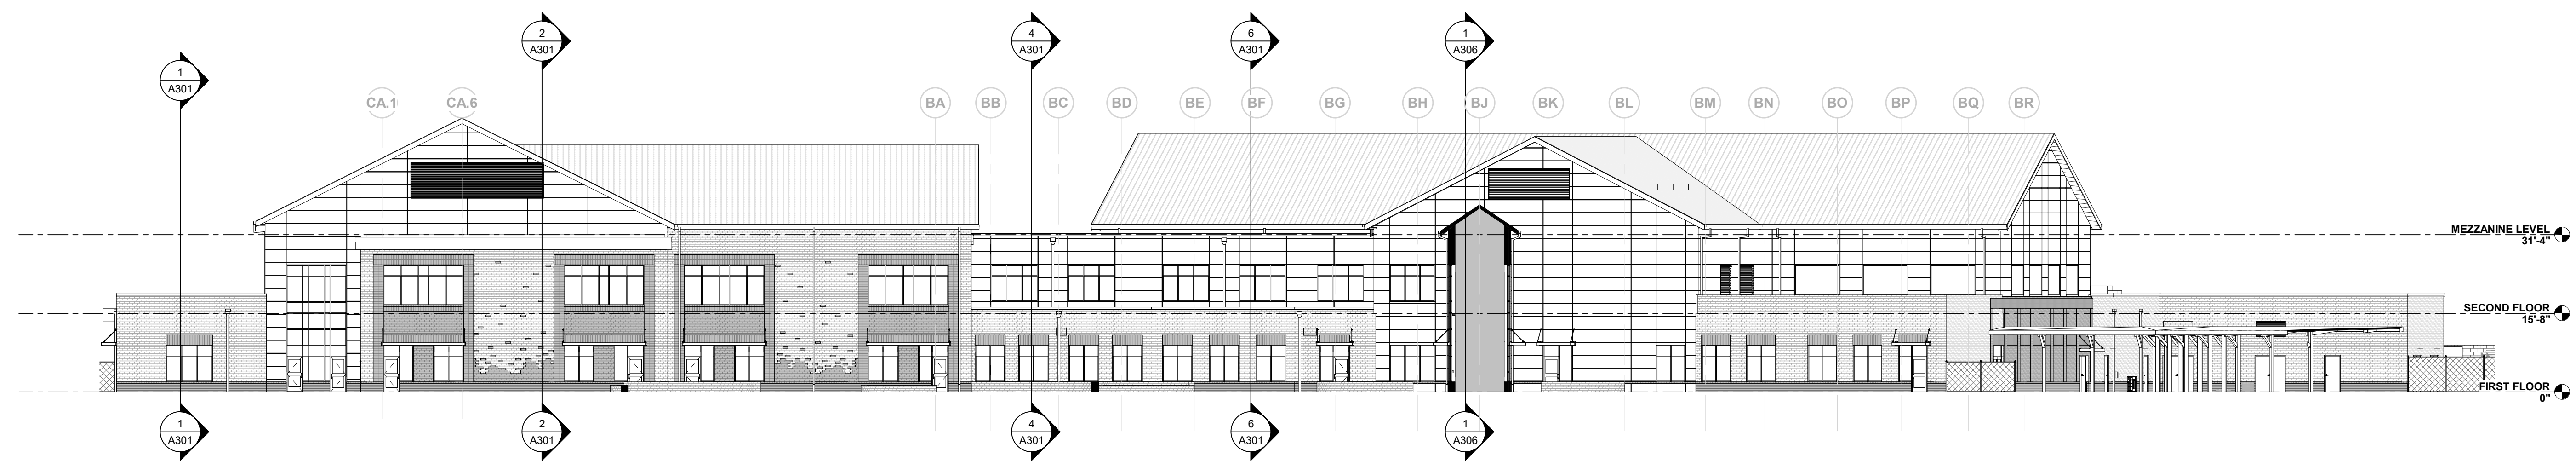 2
A301
4
A301
6
A301
1
A306
1
A301
CA.1
CA.6
BA
BB
BC
BD
BE
BF
BG
BH
BJ
BK
BL
BM
BN
BO
BP
BQ
BR
MEZZANINE LEVEL
31'-4"
SECOND FLOOR
15'-8"
FIRST FLOOR
0"
1
A301
2
A301
4
A301
6
A301
1
A306